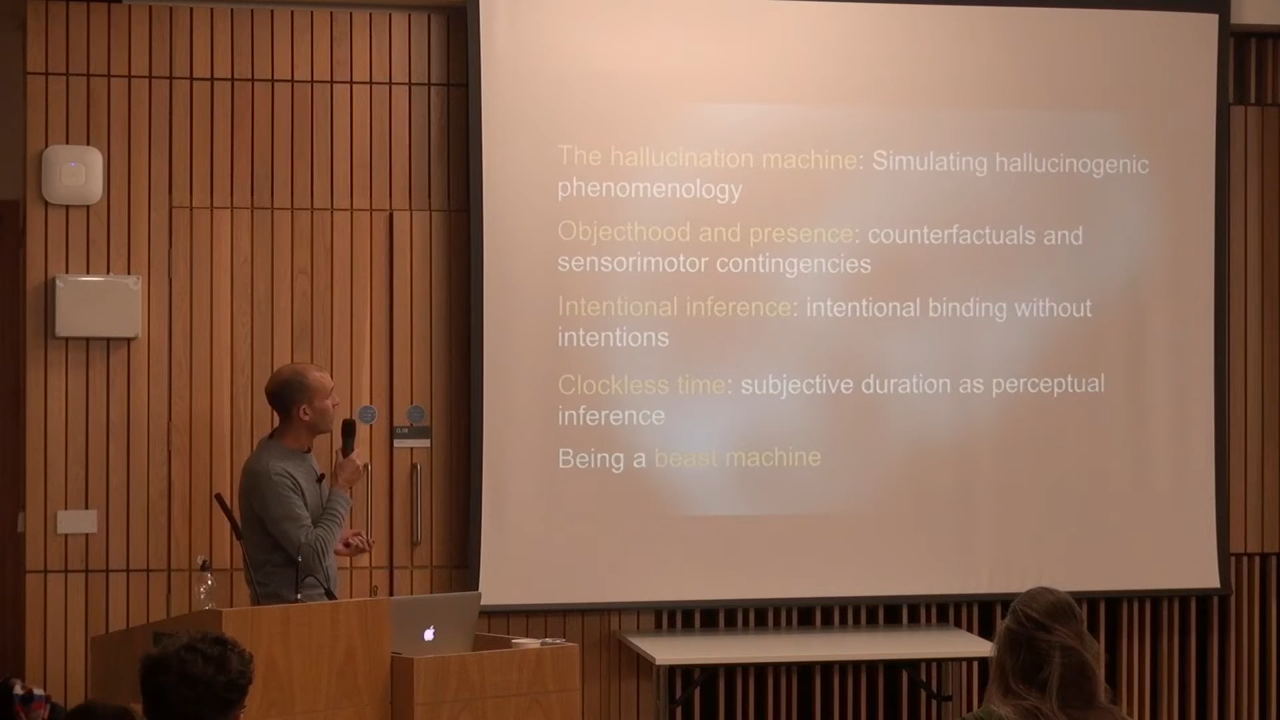 The hallucination machine: Simulating hallucinogenic
phenomenology
Objecthood and presence: counterfactuals and
sensorimotor contingencies
Intentional inference: intentional binding without
intentions
Clockless time: subjective duration as perceptual
inference
Being a beast machine